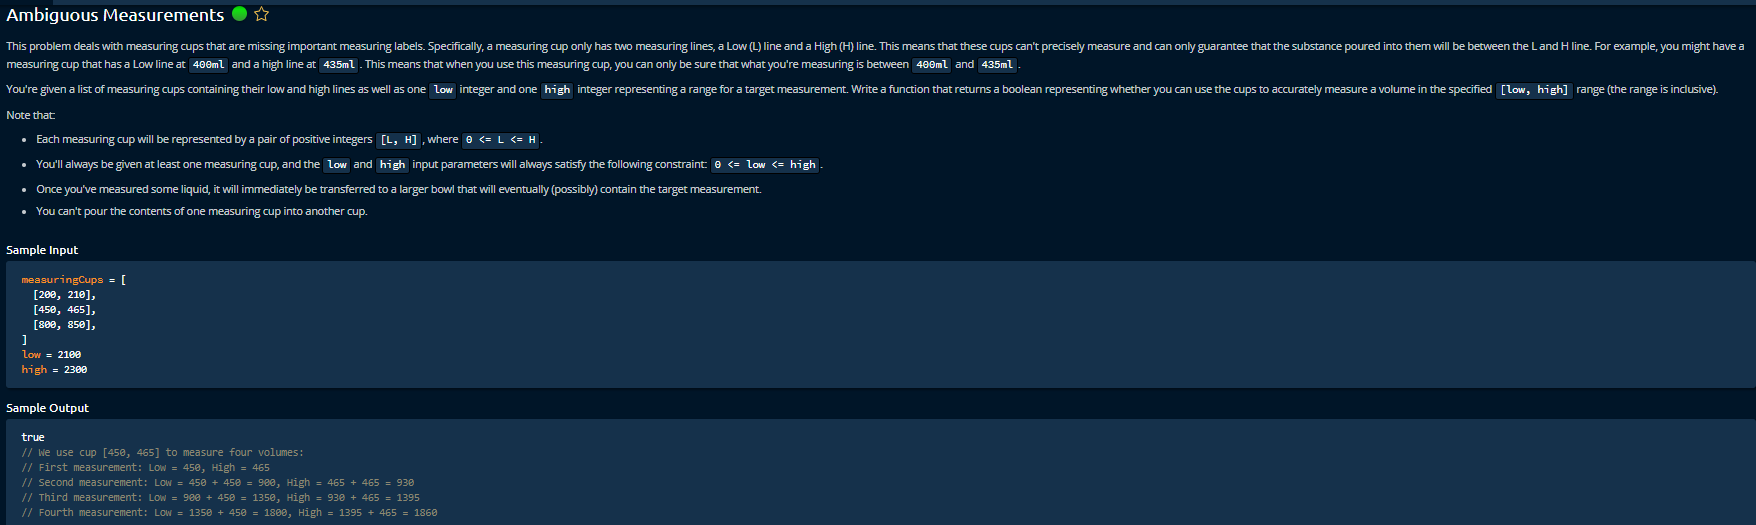 Ambiguous Measurements
This problem deals with measuring cups that are missing important measuring labels. Specifically, a measuring cup only has two measuring lines, a Low (L) line and a High (H) line. This means that these cups can't precisely measure and can only guarantee that the substance poured into them will be between the L and H line. For example, you might have a
measuring cup that has a Low line at 400ml and a high line at 435ml. This means that when you use this measuring cup, you can only be sure that what you're measuring is between 400ml and 435ml.
You're given a list of measuring cups containing their low and high lines as well as one low integer and one high integer representing a range for a target measurement. Write a function that returns a boolean representing whether you can use the cups to accurately measure a volume in the specified [low, high] range (the range is inclusive).
Note that:
• Each measuring cup will be represented by a pair of positive integers [L, H], where 0 <= L <= H.
• You'll always be given at least one measuring cup, and the low and high input parameters will always satisfy the following constraint: 0 <= low <= high.
• Once you've measured some liquid, it will immediately be transferred to a larger bowl that will eventually (possibly) contain the target measurement.
• You can't pour the contents of one measuring cup into another cup.
Sample Input
measuringCups = [
[200, 210],
[450, 465],
[800, 850],
]
low = 2100
high = 2300
Sample Output
true
// We use cup [450, 465] to measure four volumes:
// First measurement: Low = 450, High = 465
// Second measurement: Low = 450 + 450 = 900, High = 465 + 465 = 930
// Third measurement: Low = 900 + 450 = 1350, High = 930 + 465 = 1395
// Fourth measurement: Low = 1350 + 450 = 1800, High = 1395 + 465 = 1860